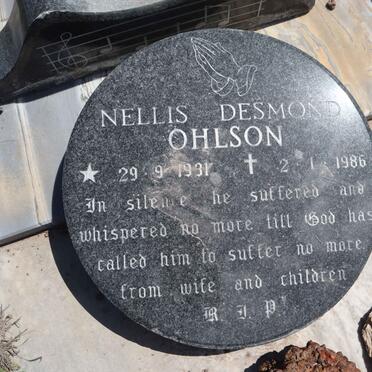 NELLIS DESMOND
OHLSON
★ 29·9·1931 ✝ 2·1·1986
In silence he suffered and
whispered no more till God has
called him to suffer no more.
from wife and children
R.I.P.